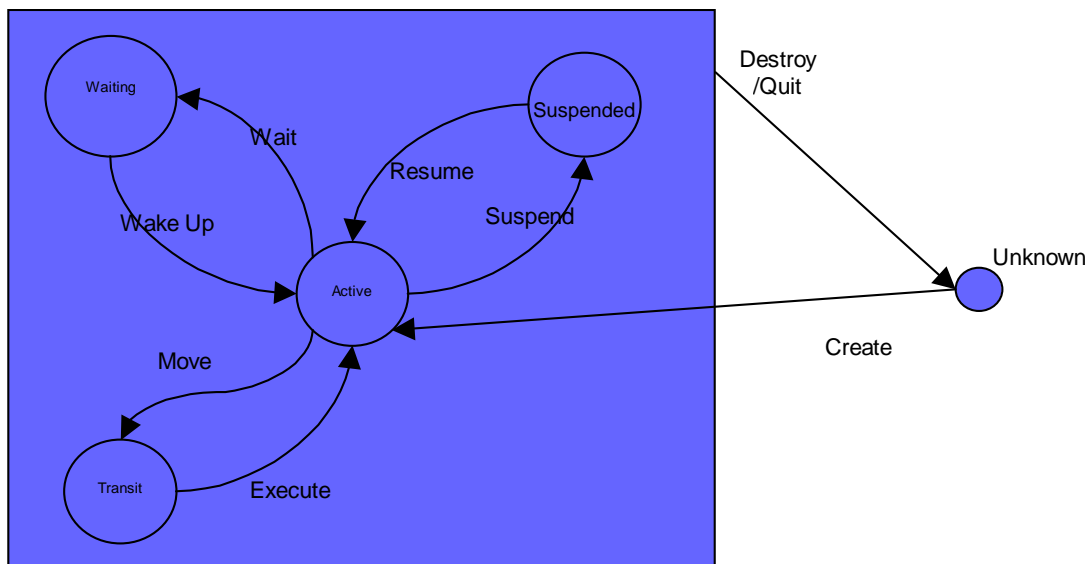 Waiting
Suspended
Destroy
/Quit
Wait
Resume
Wake Up
Suspend
Unknown
Active
Create
Move
Transit
Execute